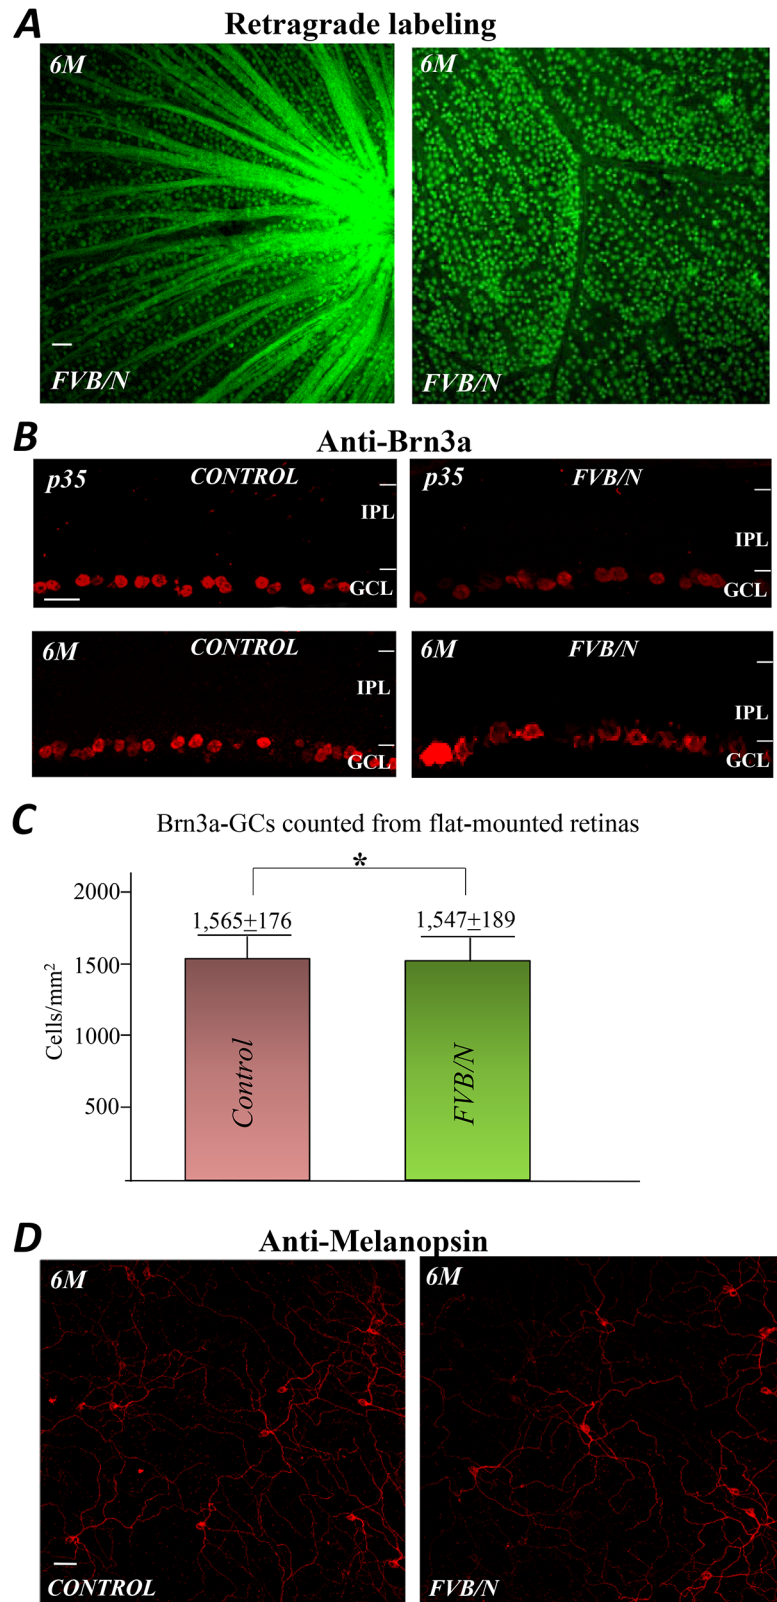 A
Retragrade labeling
6M
FVB/N
6M
FVB/N
B
Anti-Brn3a
p35
CONTROL
IPL
GCL
p35
FVB/N
IPL
GCL
6M
CONTROL
IPL
GCL
6M
FVB/N
IPL
GCL
C
Brn3a-GCs counted from flat-mounted retinas
*
2000
1500
1000
500
Cells/mm²
1,565±176
1,547±189
Control
FVB/N
D
Anti-Melanopsin
6M
CONTROL
6M
FVB/N